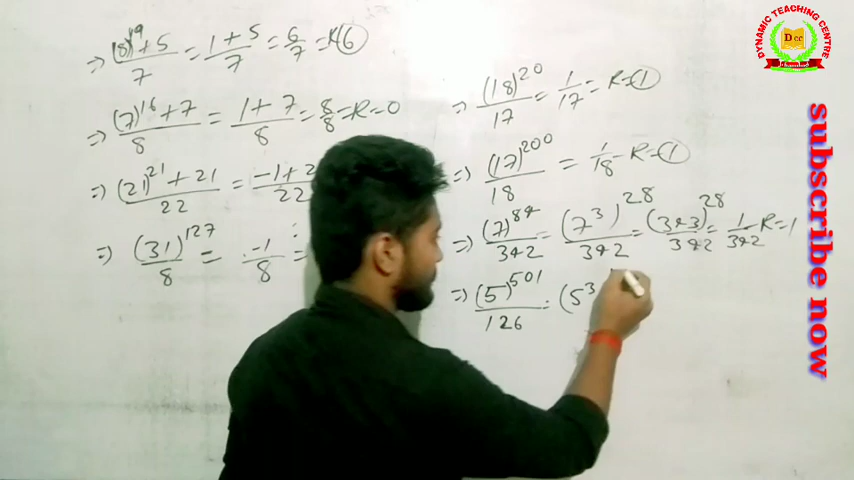 => (8)^19 + 5 / 7 = 1 + 5 / 7 = 6/7 = R 6
=> (7)^16 + 7 / 8 = 1 + 7 / 8 = 8/8 = R = 0
=> (21)^21 + 21 / 22 = -1 + 2 / 22
=> (31)^127 / 8 = -1 / 8 =
=> (18)^20 / 17 = 1/17 = R = 1
=> (17)^200 / 18 = 1/18 - R = 1
=> (7)^84 / 342 = (7^3)^28 / 342 = (343)^28 / 342 = 1/342 - R = 1
=> (5)^501 / 126 = (5^3
DYNAMIC TEACHING CENTRE
Dcc
subscribe now